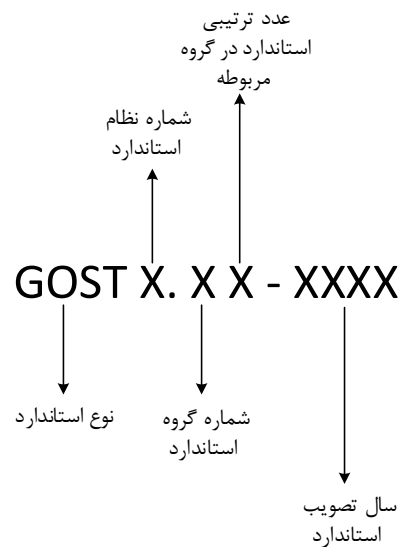 عدد ترتیبی
استاندارد در گروه
مربوطه
شماره نظام
استاندارد
GOST X. X X - XXXX
نوع استاندارد
شماره گروه
استاندارد
سال تصویب
استاندارد